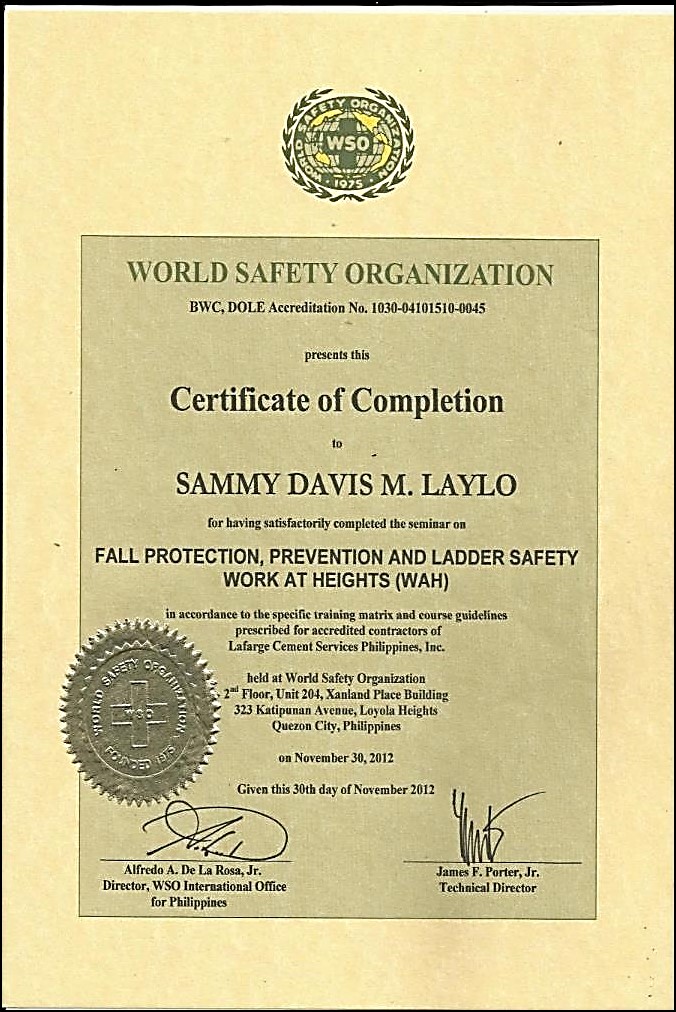 WORLD SAFETY ORGANIZATION
WSO
1975
WORLD SAFETY ORGANIZATION
BWC, DOLE Accreditation No. 1030-04101510-0045
presents this
Certificate of Completion
to
SAMMY DAVIS M. LAYLO
for having satisfactorily completed the seminar on
FALL PROTECTION, PREVENTION AND LADDER SAFETY
WORK AT HEIGHTS (WAH)
in accordance to the specific training matrix and course guidelines
prescribed for accredited contractors of
Lafarge Cement Services Philippines, Inc.
held at World Safety Organization
2nd Floor, Unit 204, Xanland Place Building
323 Katipunan Avenue, Loyola Heights
Quezon City, Philippines
on November 30, 2012
Given this 30th day of November 2012
WORLD SAFETY ORGANIZATION
WSO
FOUNDED 1975
Alfredo A. De La Rosa, Jr.
Director, WSO International Office
for Philippines
James F. Porter, Jr.
Technical Director